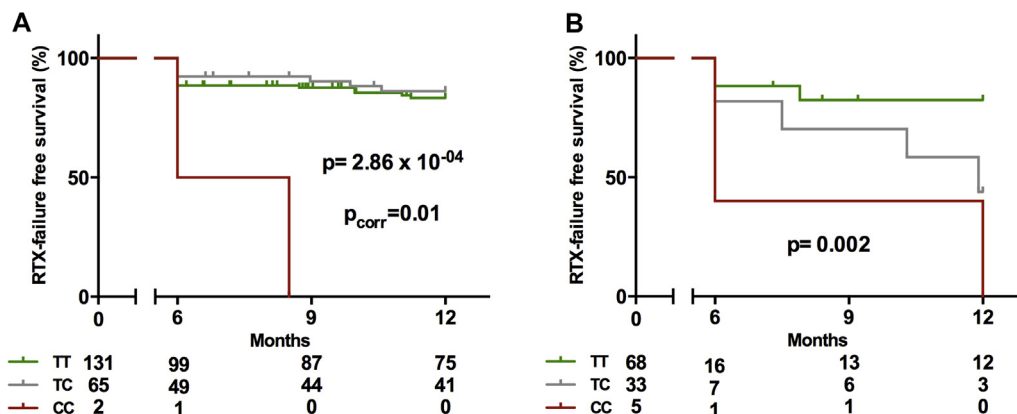 A
RTX-failure free survival (%)
100
50
0
p= 2.86 x 10⁻⁰⁴
p_corr=0.01
0 6 9 12
Months
TT 131 99 87 75
TC 65 49 44 41
CC 2 1 0 0
B
RTX-failure free survival (%)
100
50
0
p= 0.002
0 6 9 12
Months
TT 68 16 13 12
TC 33 7 6 3
CC 5 1 1 0